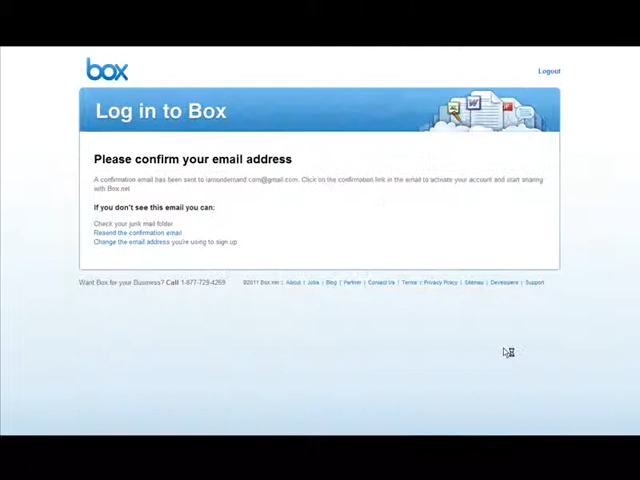 box
Logout
Log in to Box
Please confirm your email address
A confirmation email has been sent to iamondemand.com@gmail.com. Click on the confirmation link in the email to activate your account and start sharing
with Box.net
If you don't see this email you can:
Check your junk mail folder
Resend the confirmation email
Change the email address you're using to sign up
Want Box for your Business? Call 1-877-729-4269
©2011 Box.net :: About | Jobs | Blog | Partner | Contact Us | Terms :: Privacy Policy | Sitemap | Developers | Support